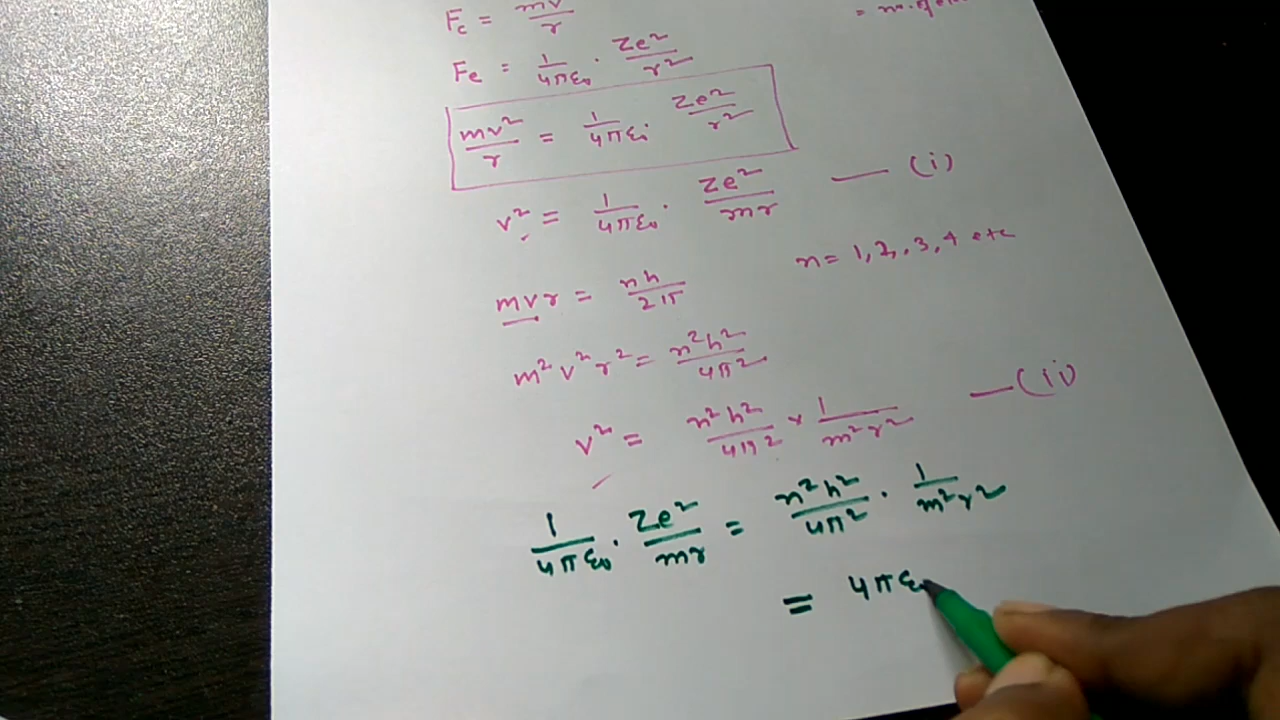 Fc = mv/r
Fe = 1/4πε₀ · Ze²/r²
mv²/r = 1/4πε₀ · Ze²/r²
v² = 1/4πε₀ · Ze²/mr — (i)
n = 1, 2, 3, 4 etc
mvr = nh/2π
m²v²r² = n²h²/4π²
v² = n²h²/4π² × 1/m²r² — (ii)
1/4πε₀ · Ze²/mr = n²h²/4π² · 1/m²r²
= 4πε₀